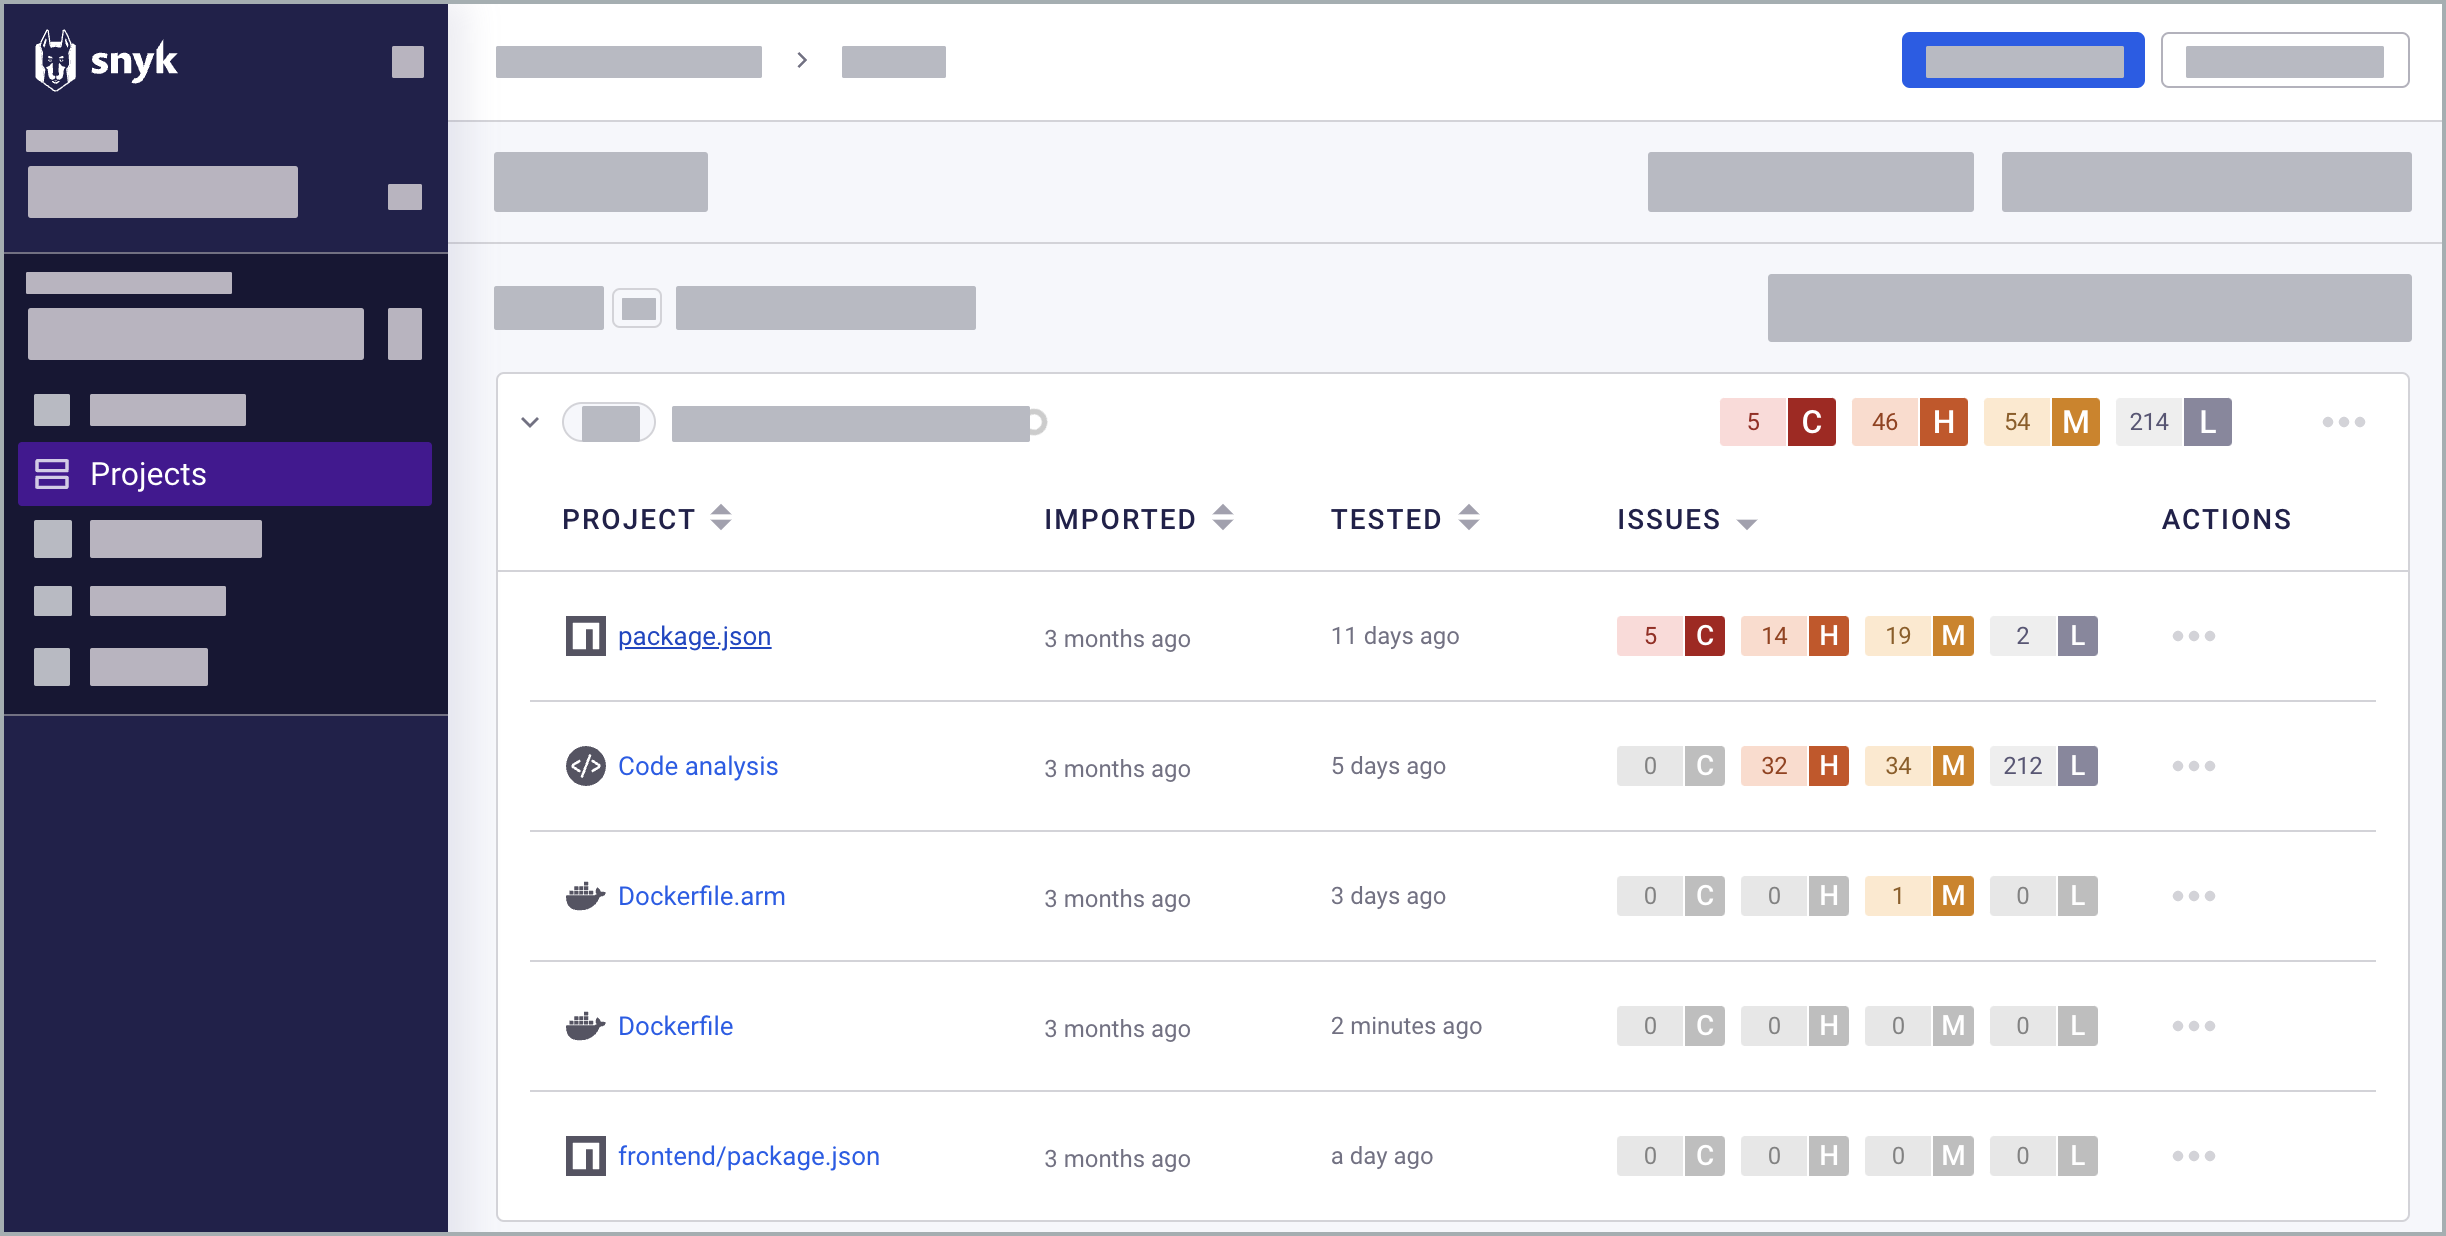 snyk
Projects
5 C 46 H 54 M 214 L
PROJECT IMPORTED TESTED ISSUES ACTIONS
package.json 3 months ago 11 days ago 5 C 14 H 19 M 2 L
Code analysis 3 months ago 5 days ago 0 C 32 H 34 M 212 L
Dockerfile.arm 3 months ago 3 days ago 0 C 0 H 1 M 0 L
Dockerfile 3 months ago 2 minutes ago 0 C 0 H 0 M 0 L
frontend/package.json 3 months ago a day ago 0 C 0 H 0 M 0 L